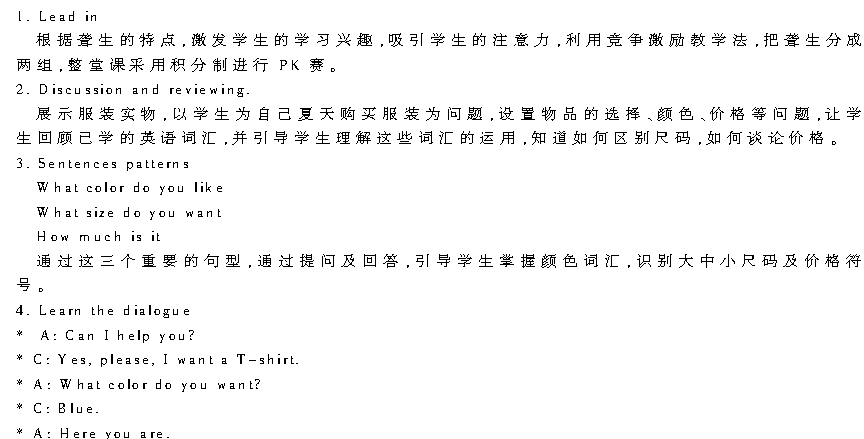 1. Lead in
根据聋生的特点,激发学生的学习兴趣,吸引学生的注意力,利用竞争激励教学法,把聋生分成
两组,整堂课采用积分制进行 PK 赛。
2. Discussion and reviewing.
展示服装实物,以学生为自己夏天购买服装为问题,设置物品的选择、颜色、价格等问题,让学
生回顾已学的英语词汇,并引导学生理解这些词汇的运用,知道如何区别尺码,如何谈论价格。
3. Sentences patterns
What color do you like
What size do you want
How much is it
通过这三个重要的句型,通过提问及回答,引导学生掌握颜色词汇,识别大中小尺码及价格符
号。
4. Learn the dialogue
* A: Can I help you?
* C: Yes, please, I want a T-shirt.
* A: What color do you want?
* C: Blue.
* A: Here you are.